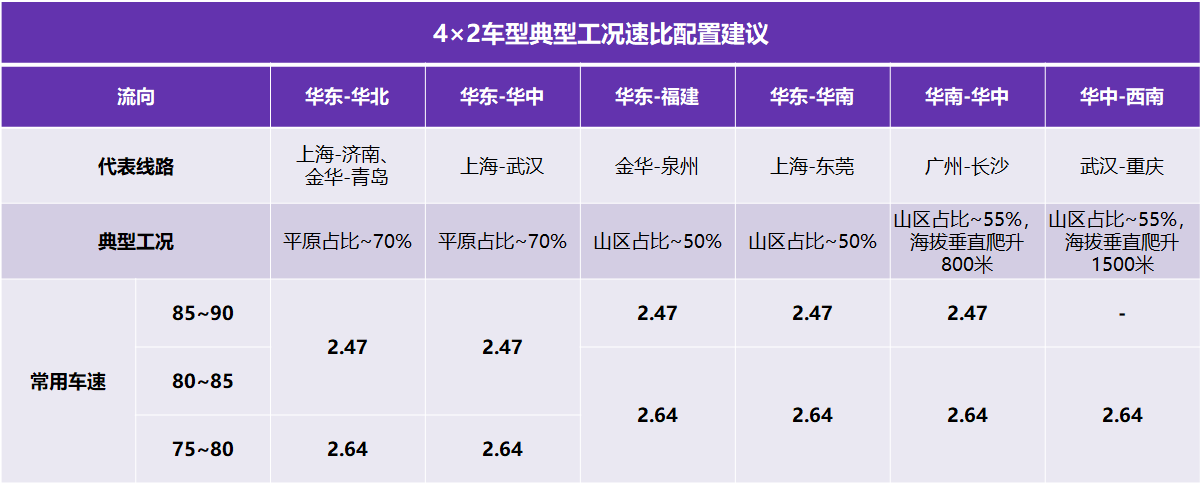 4×2车型典型工况速比配置建议
流向 华东-华北 华东-华中 华东-福建 华东-华南 华南-华中 华中-西南
代表线路 上海-济南、 上海-武汉 金华-泉州 上海-东莞 广州-长沙 武汉-重庆
金华-青岛
典型工况 平原占比~70% 平原占比~70% 山区占比~50% 山区占比~50% 山区占比~55%, 山区占比~55%,
海拔垂直爬升 海拔垂直爬升
800米 1500米
常用车速
85~90 2.47 2.47 2.47 2.47 2.47 -
80~85
2.64 2.64 2.64 2.64
75~80 2.64 2.64